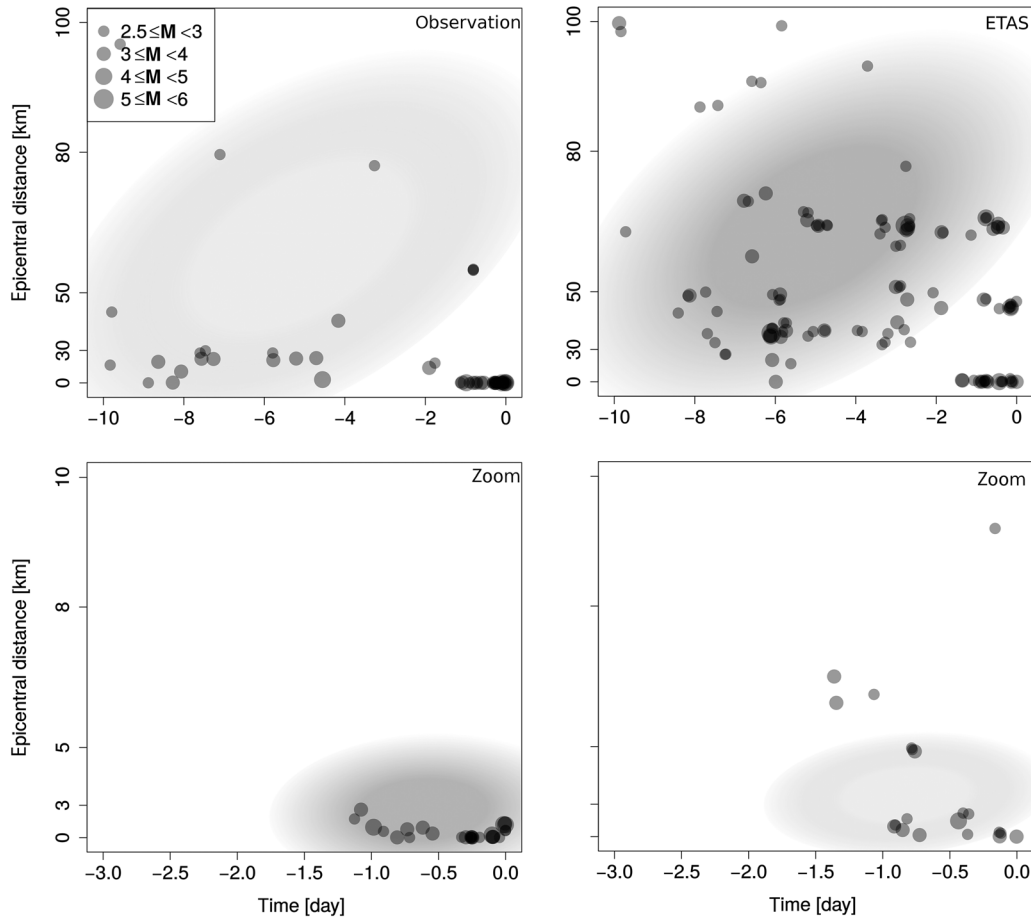 Observation
2.5 ≤M <3
3 ≤M <4
4 ≤M <5
5 ≤M <6
Epicentral distance [km]
100
80
50
30
0
−10 −8 −6 −4 −2 0
ETAS
100
80
50
30
0
−10 −8 −6 −4 −2 0
Zoom
Epicentral distance [km]
10
8
5
3
0
−3.0 −2.5 −2.0 −1.5 −1.0 −0.5 0.0
Time [day]
Zoom
−3.0 −2.5 −2.0 −1.5 −1.0 −0.5 0.0
Time [day]